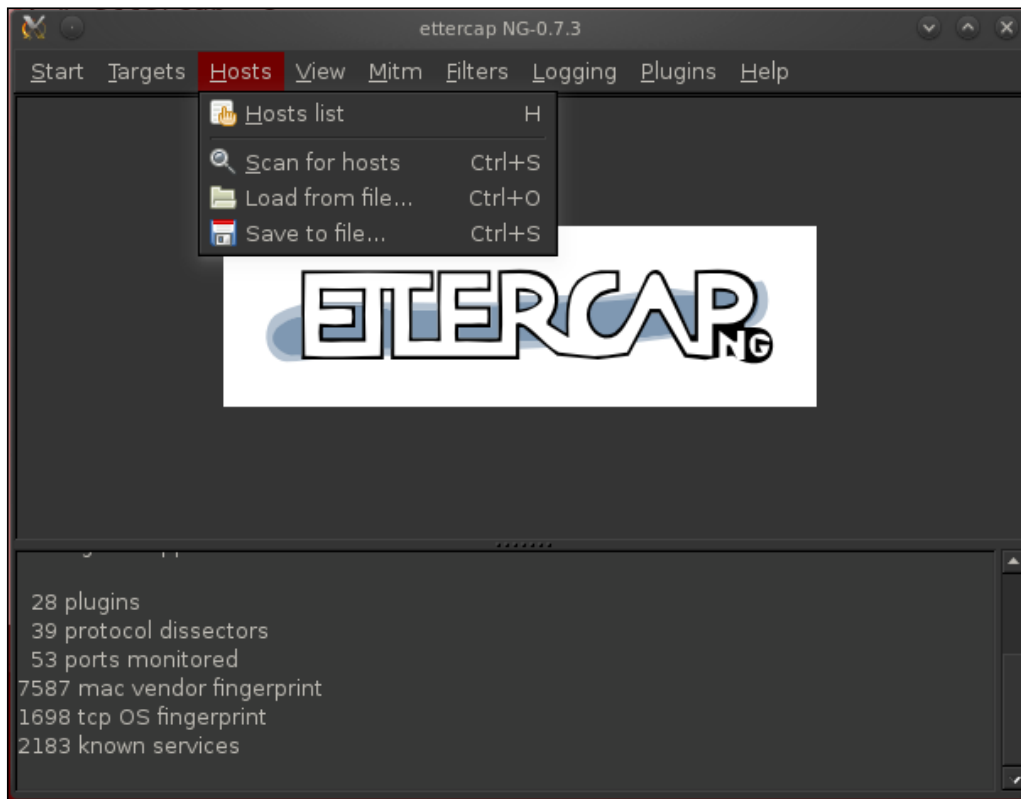 ettercap NG-0.7.3
Start Targets Hosts View Mitm Filters Logging Plugins Help
Hosts list H
Scan for hosts Ctrl+S
Load from file... Ctrl+O
Save to file... Ctrl+S
ETTERCAP NG
28 plugins
39 protocol dissectors
53 ports monitored
7587 mac vendor fingerprint
1698 tcp OS fingerprint
2183 known services